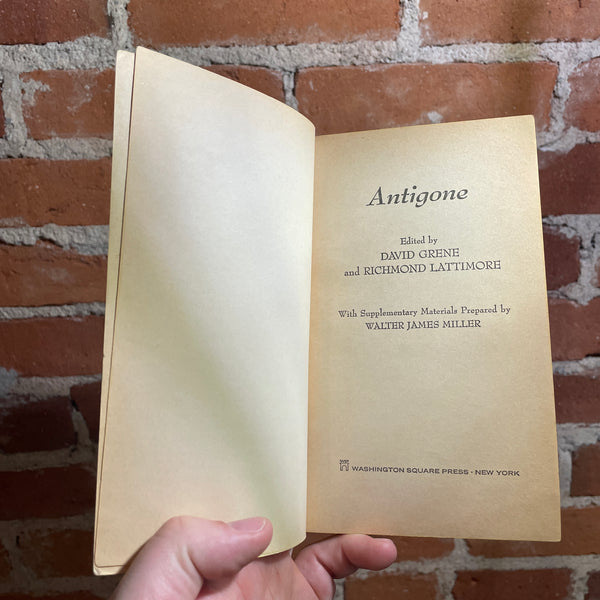 Antigone
Edited by
DAVID GRENE
and RICHMOND LATTIMORE
With Supplementary Materials Prepared by
WALTER JAMES MILLER
WASHINGTON SQUARE PRESS • NEW YORK